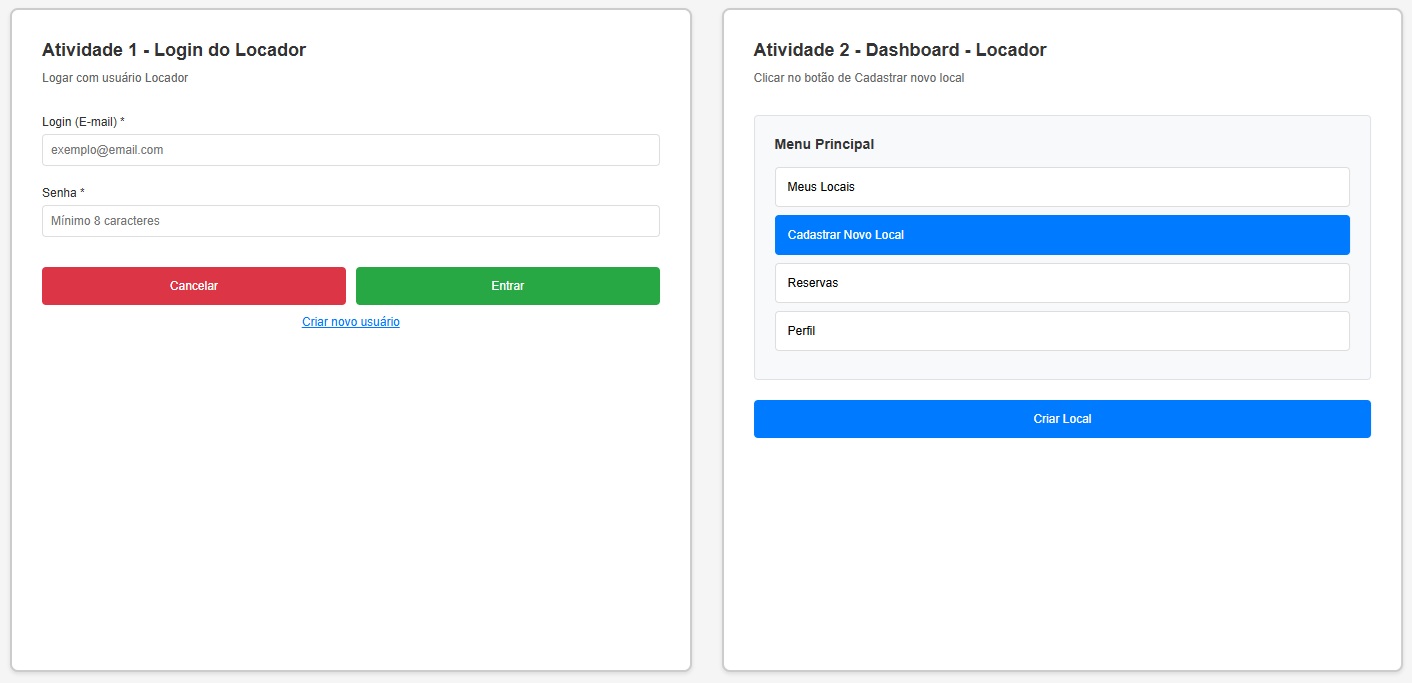 Atividade 1 - Login do Locador
Logar com usuário Locador
Login (E-mail) *
exemplo@email.com
Senha *
Mínimo 8 caracteres
Cancelar
Entrar
Criar novo usuário
Atividade 2 - Dashboard - Locador
Clicar no botão de Cadastrar novo local
Menu Principal
Meus Locais
Cadastrar Novo Local
Reservas
Perfil
Criar Local